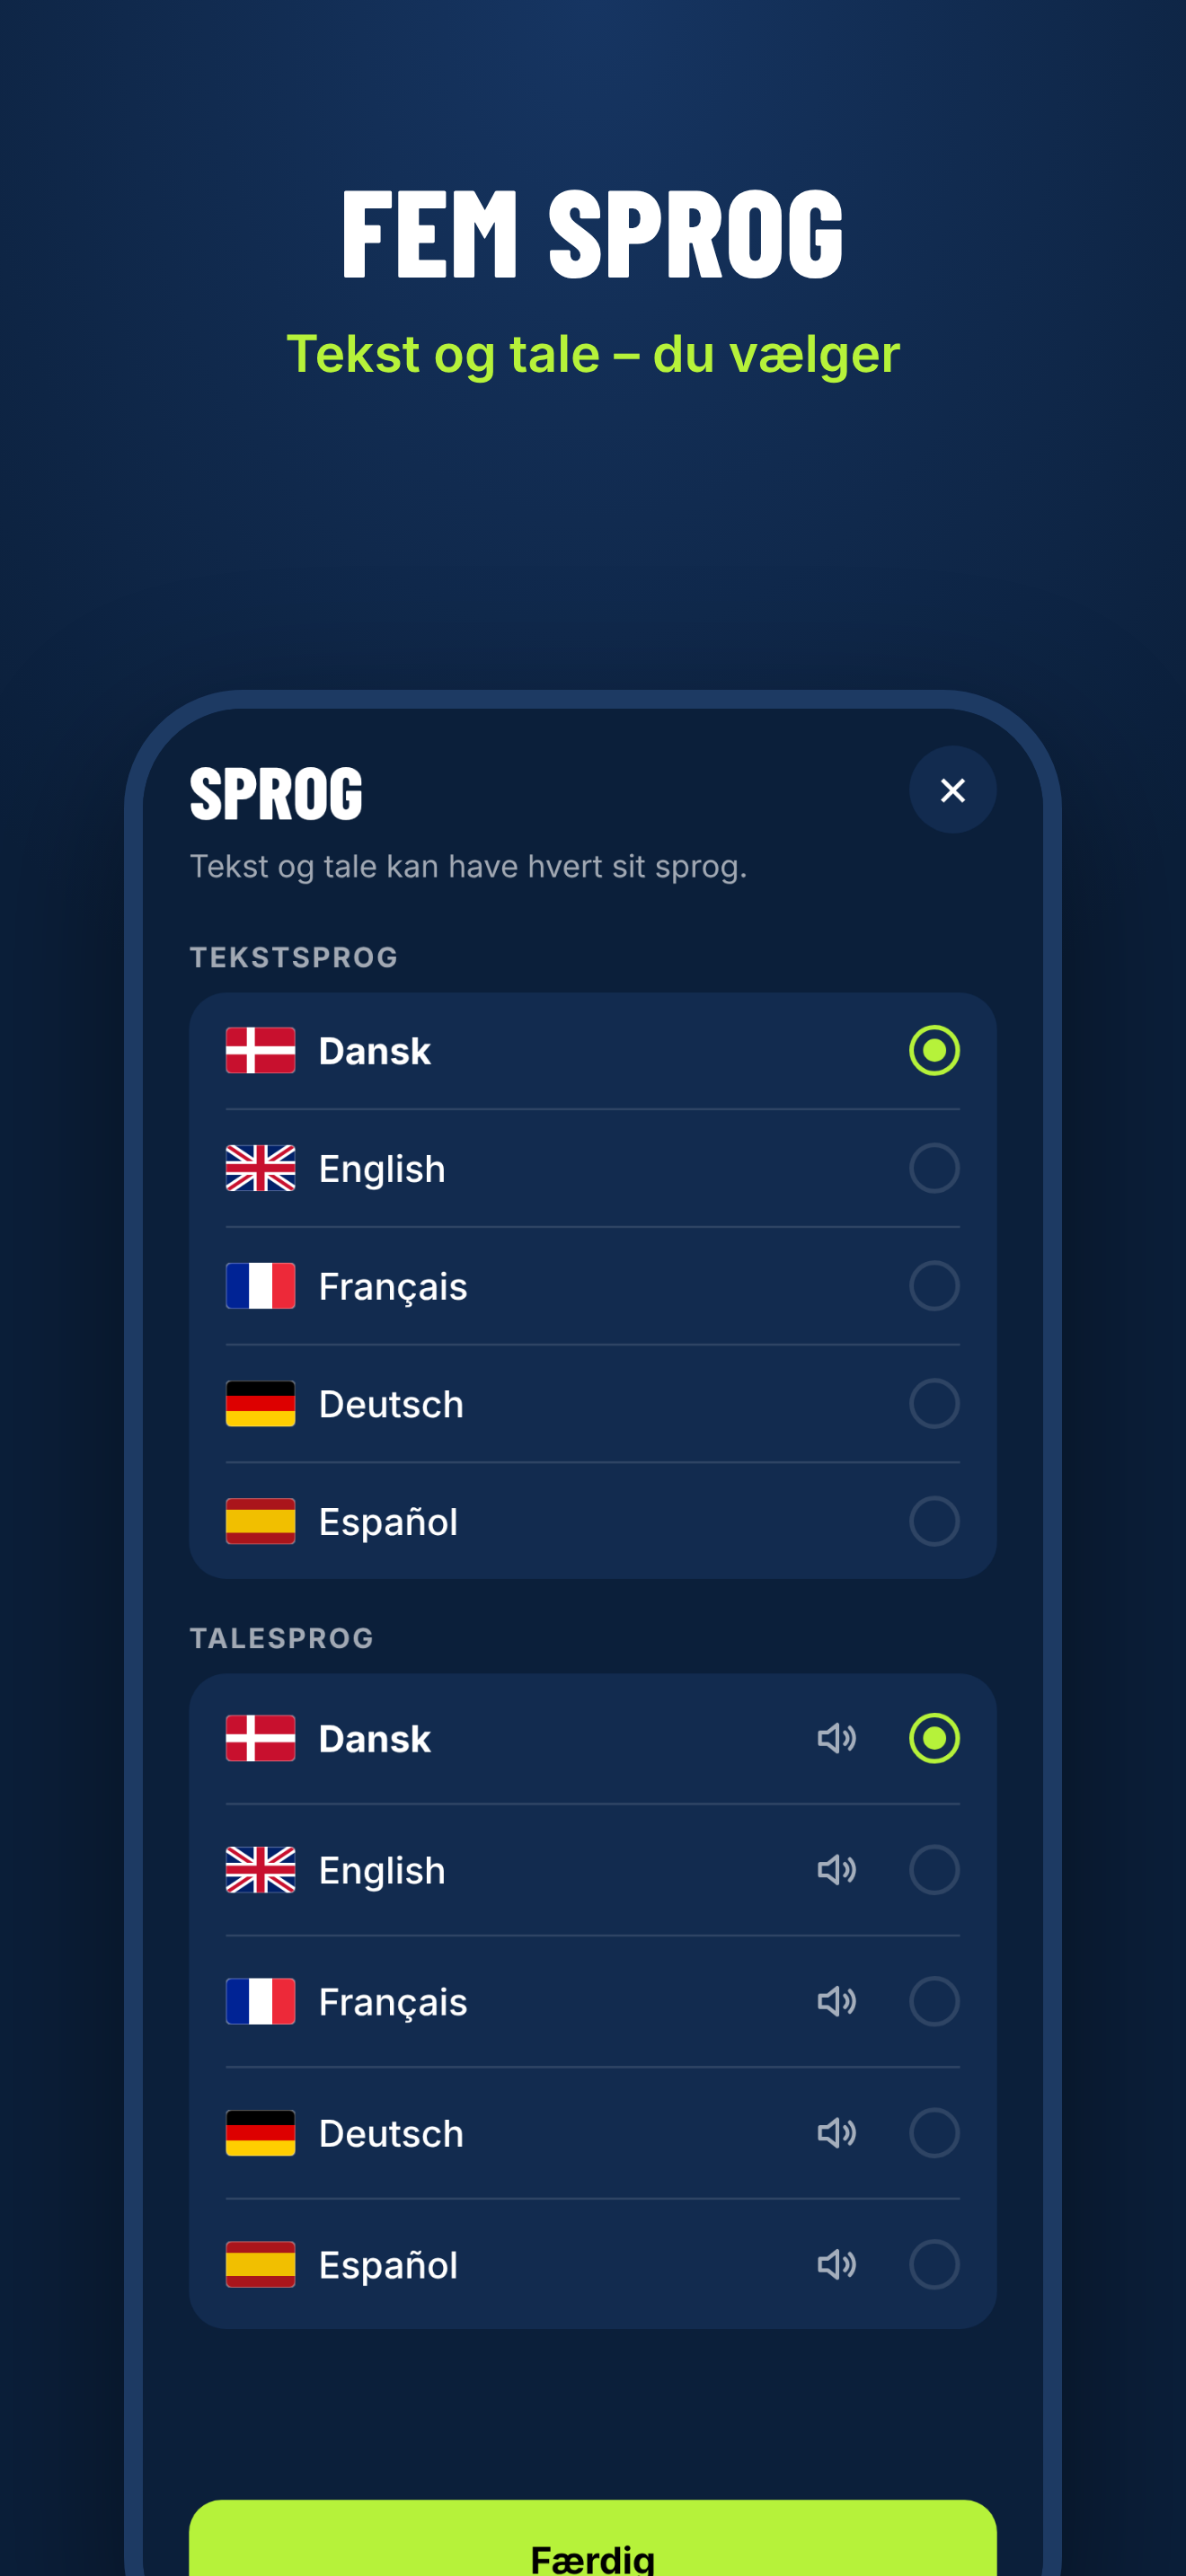 FEM SPROG
Tekst og tale – du vælger
SPROG
Tekst og tale kan have hvert sit sprog.
TEKSTSPROG
Dansk
English
Français
Deutsch
Español
TALESPROG
Dansk
English
Français
Deutsch
Español
Færdig